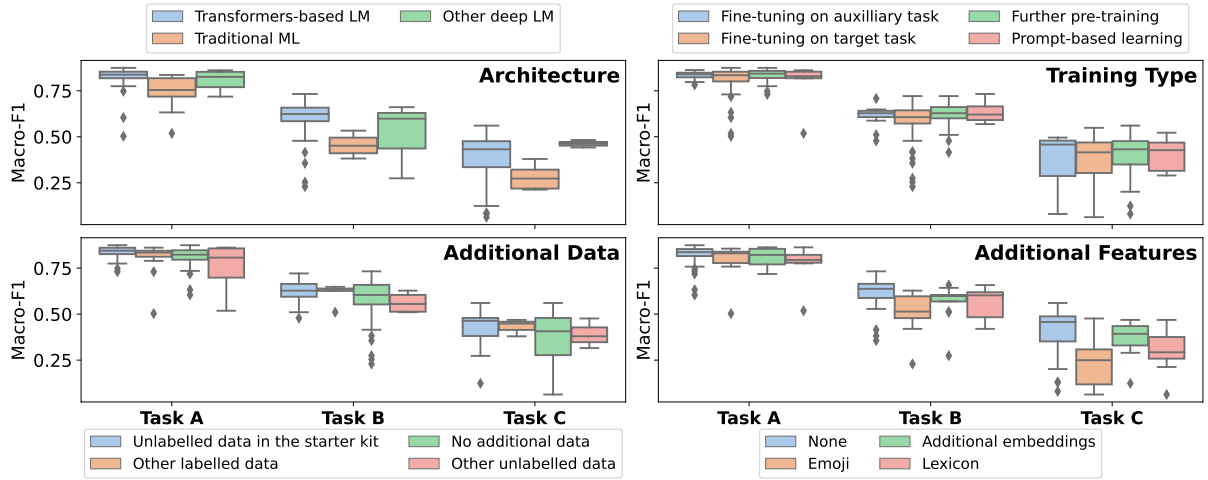 Transformers-based LM
Other deep LM
Traditional ML
Fine-tuning on auxilliary task
Further pre-training
Fine-tuning on target task
Prompt-based learning
Architecture
Macro-F1
0.75
0.50
0.25
Training Type
Macro-F1
Additional Data
Macro-F1
0.75
0.50
0.25
Task A
Task B
Task C
Additional Features
Macro-F1
Task A
Task B
Task C
Unlabelled data in the starter kit
No additional data
Other labelled data
Other unlabelled data
None
Additional embeddings
Emoji
Lexicon